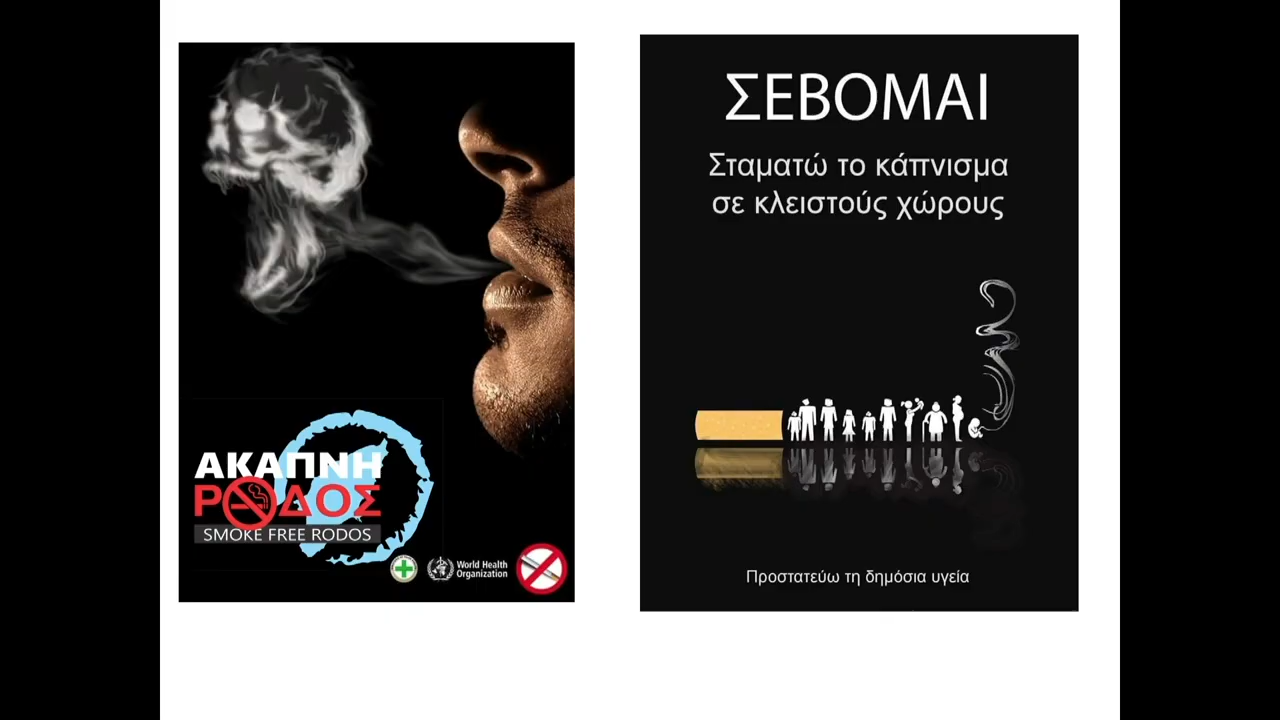 ΑΚΑΠΝΗ
ΡΟΔΟΣ
SMOKE FREE RODOS
World Health
Organization
ΣΕΒΟΜΑΙ
Σταματώ το κάπνισμα
σε κλειστούς χώρους
Προστατεύω τη δημόσια υγεία